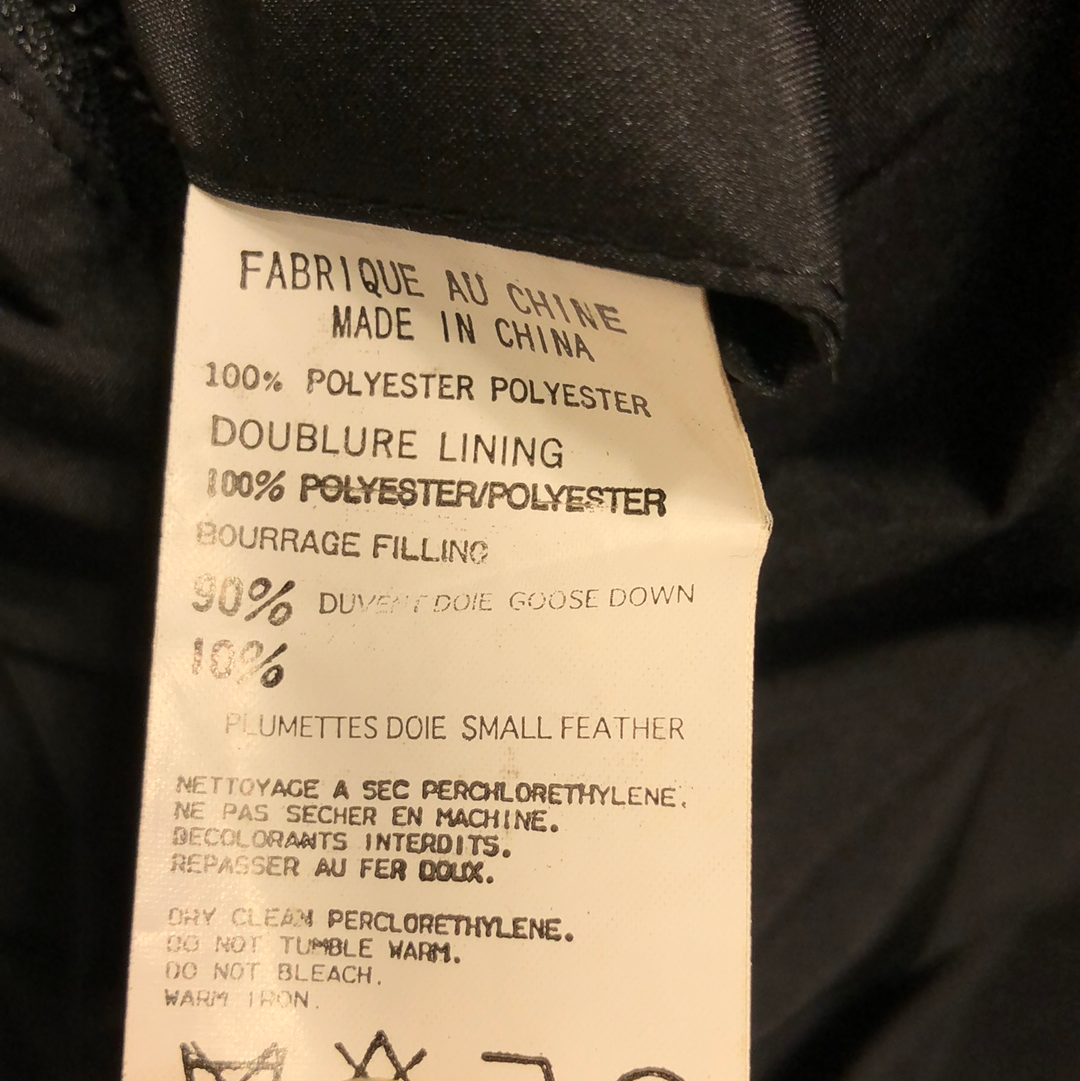 FABRIQUE AU CHINE
MADE IN CHINA
100% POLYESTER POLYESTER
DOUBLURE LINING
100% POLYESTER/POLYESTER
BOURRAGE FILLING
90% DUVENT DOIE GOOSE DOWN
10%
PLUMETTES DOIE SMALL FEATHER
NETTOYAGE A SEC PERCHLORETHYLENE.
NE PAS SECHER EN MACHINE.
DECOLORANTS INTERDITS.
REPASSER AU FER DOUX.
DRY CLEAN PERCLORETHYLENE.
DO NOT TUMBLE WARM.
DO NOT BLEACH.
WARM IRON.